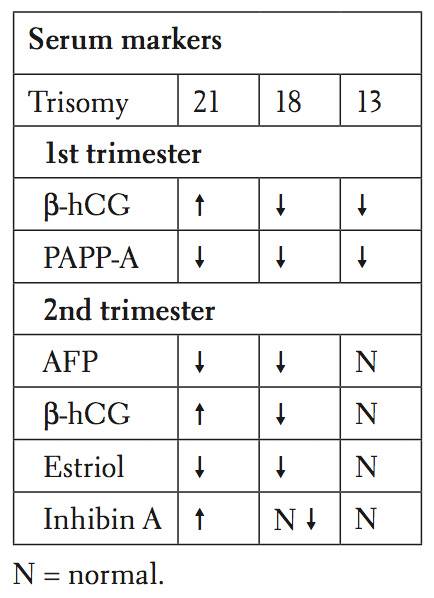 Serum markers
Trisomy 21 18 13
1st trimester
β-hCG ↑ ↓ ↓
PAPP-A ↓ ↓ ↓
2nd trimester
AFP ↓ ↓ N
β-hCG ↑ ↓ N
Estriol ↓ ↓ N
Inhibin A ↑ N ↓ N
N = normal.